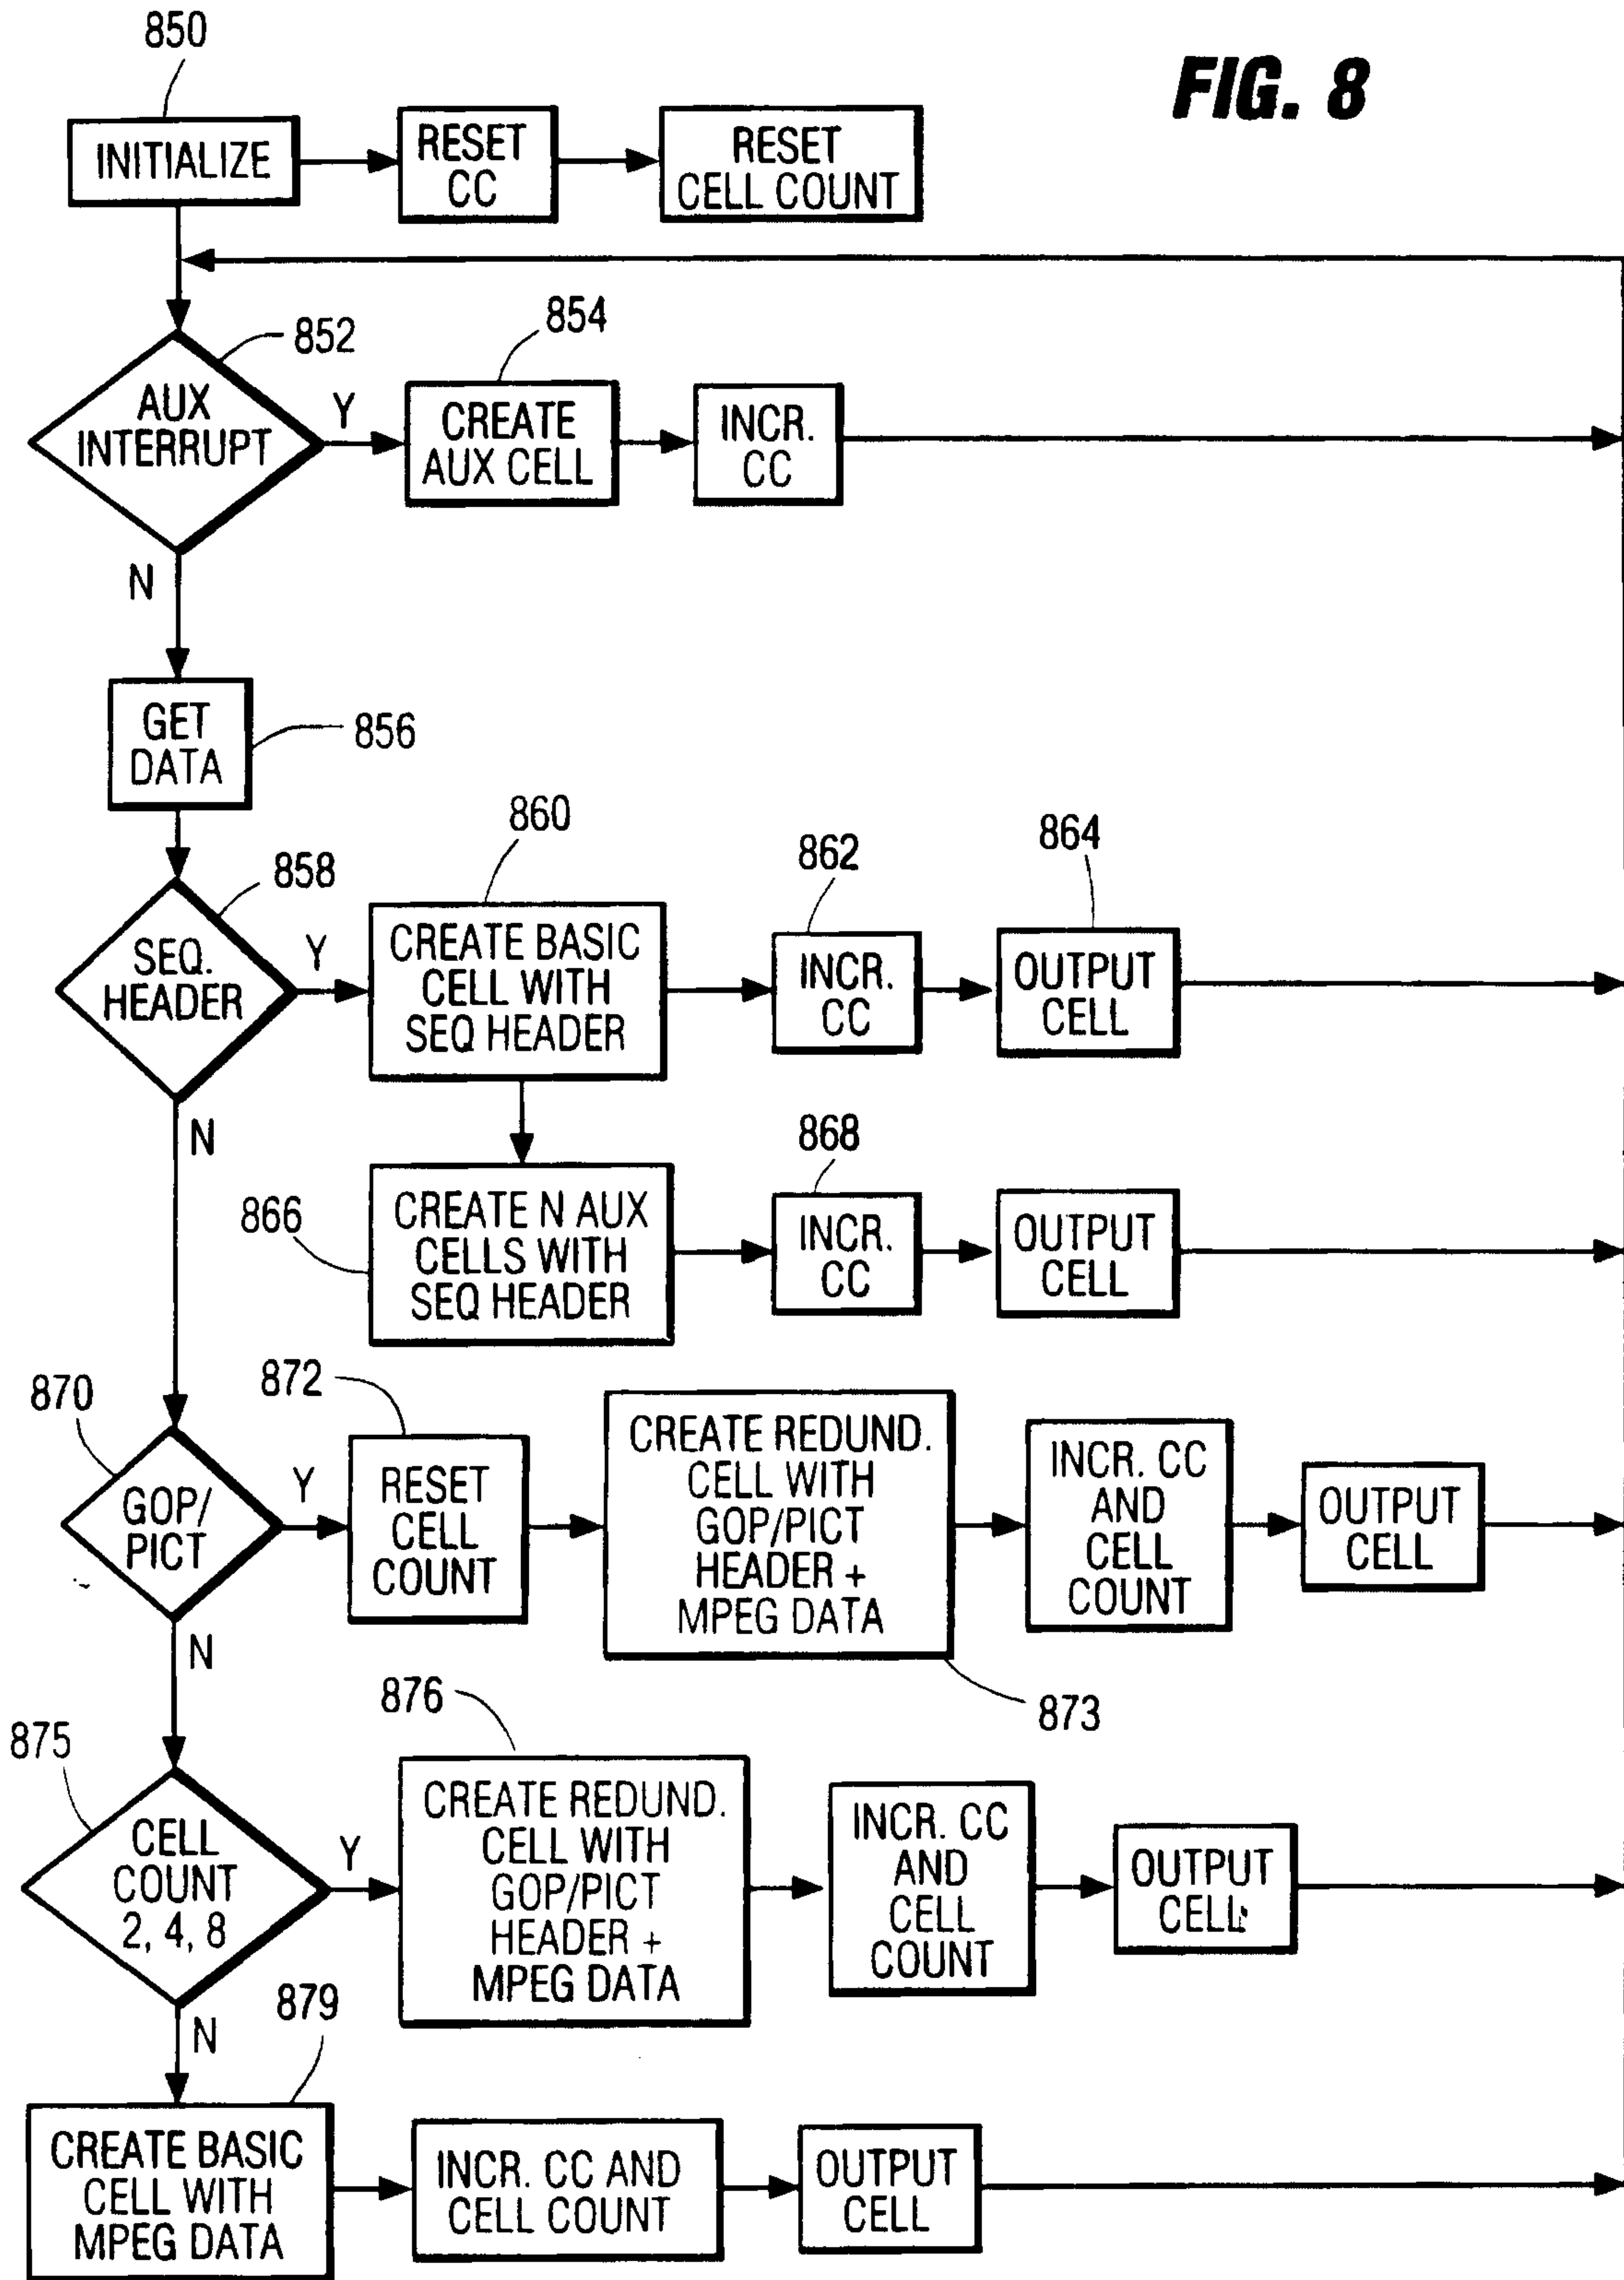 850
FIG. 8
INITIALIZE
RESET
CC
RESET
CELL COUNT
852
854
AUX
INTERRUPT
Y
CREATE
AUX CELL
INCR.
CC
N
GET
DATA
856
858
860
862
864
SEQ.
HEADER
Y
CREATE BASIC
CELL WITH
SEQ HEADER
INCR.
CC
OUTPUT
CELL
N
866
868
CREATE N AUX
CELLS WITH
SEQ HEADER
INCR.
CC
OUTPUT
CELL
870
872
GOP/
PICT
Y
RESET
CELL
COUNT
CREATE REDUND.
CELL WITH
GOP/PICT
HEADER +
MPEG DATA
873
INCR. CC
AND
CELL
COUNT
OUTPUT
CELL
N
875
876
CELL
COUNT
2, 4, 8
Y
CREATE REDUND.
CELL WITH
GOP/PICT
HEADER +
MPEG DATA
INCR. CC
AND
CELL
COUNT
OUTPUT
CELL
N
879
CREATE BASIC
CELL WITH
MPEG DATA
INCR. CC AND
CELL COUNT
OUTPUT
CELL